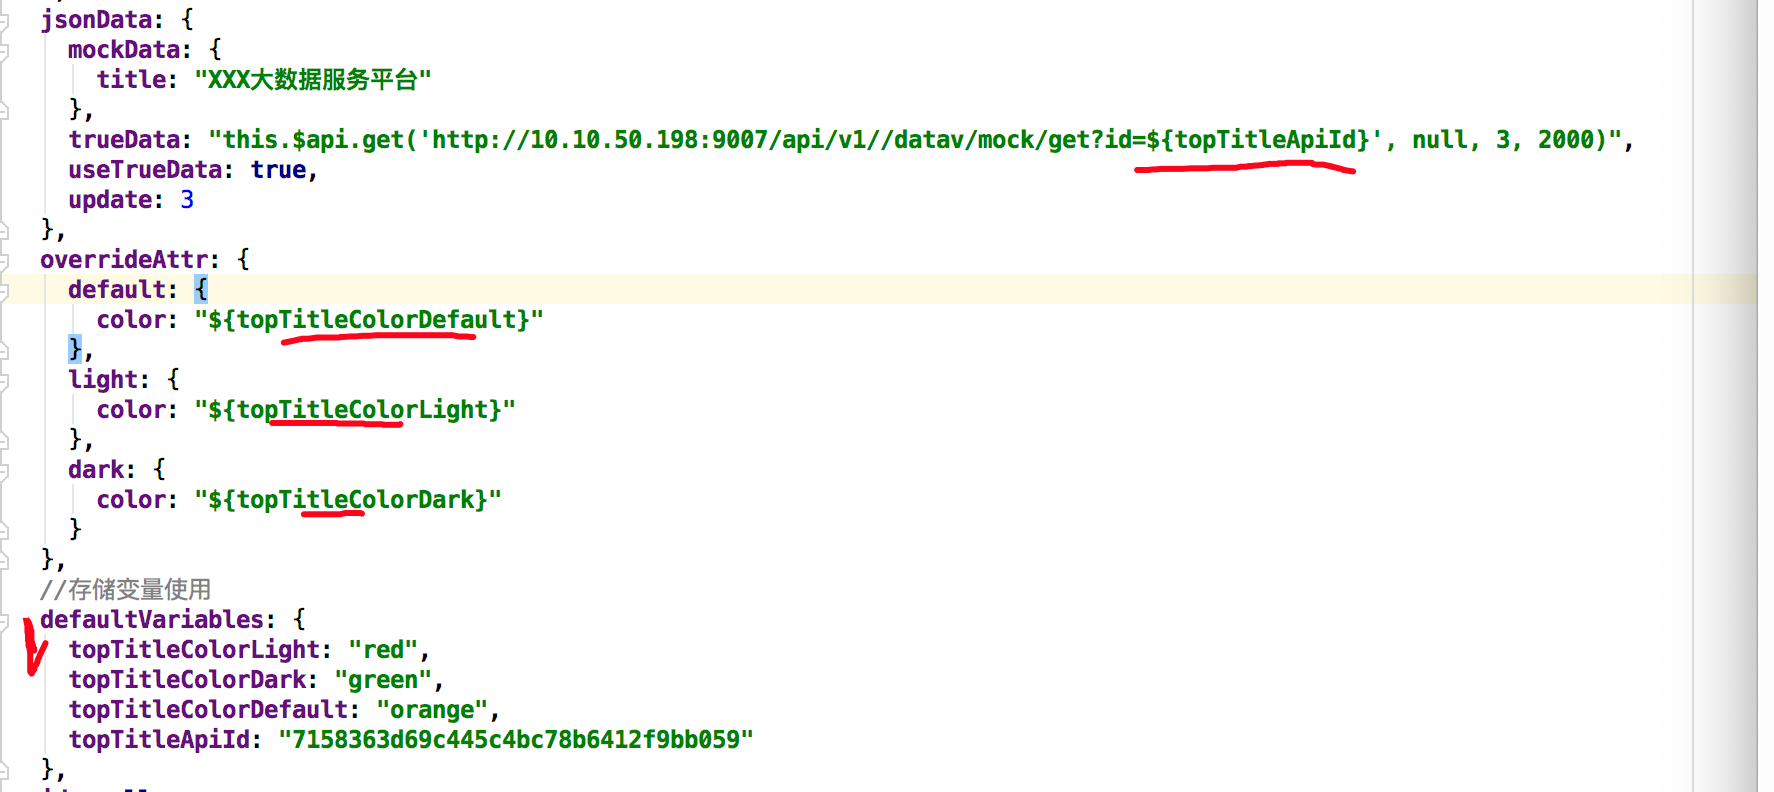 jsonData: {
mockData: {
title: "XXX大数据服务平台"
},
trueData: "this.$api.get('http://10.10.50.198:9007/api/v1//datav/mock/get?id=${topTitleApiId}', null, 3, 2000)",
useTrueData: true,
update: 3
},
overrideAttr: {
default: {
color: "${topTitleColorDefault}"
},
light: {
color: "${topTitleColorLight}"
},
dark: {
color: "${topTitleColorDark}"
}
},
//存储变量使用
defaultVariables: {
topTitleColorLight: "red",
topTitleColorDark: "green",
topTitleColorDefault: "orange",
topTitleApiId: "7158363d69c445c4bc78b6412f9bb059"
},